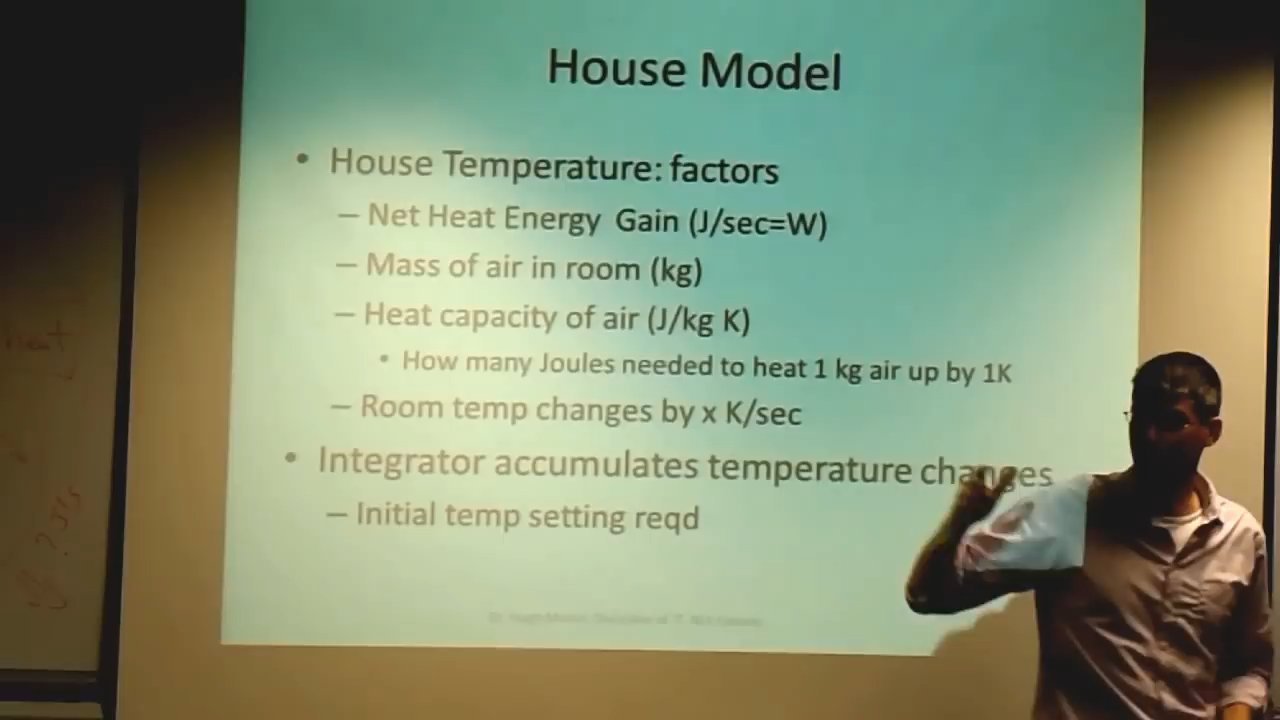 House Model
• House Temperature: factors
– Net Heat Energy Gain (J/sec=W)
– Mass of air in room (kg)
– Heat capacity of air (J/kg K)
• How many Joules needed to heat 1 kg air up by 1K
– Room temp changes by x K/sec
• Integrator accumulates temperature changes
– Initial temp setting reqd
heat